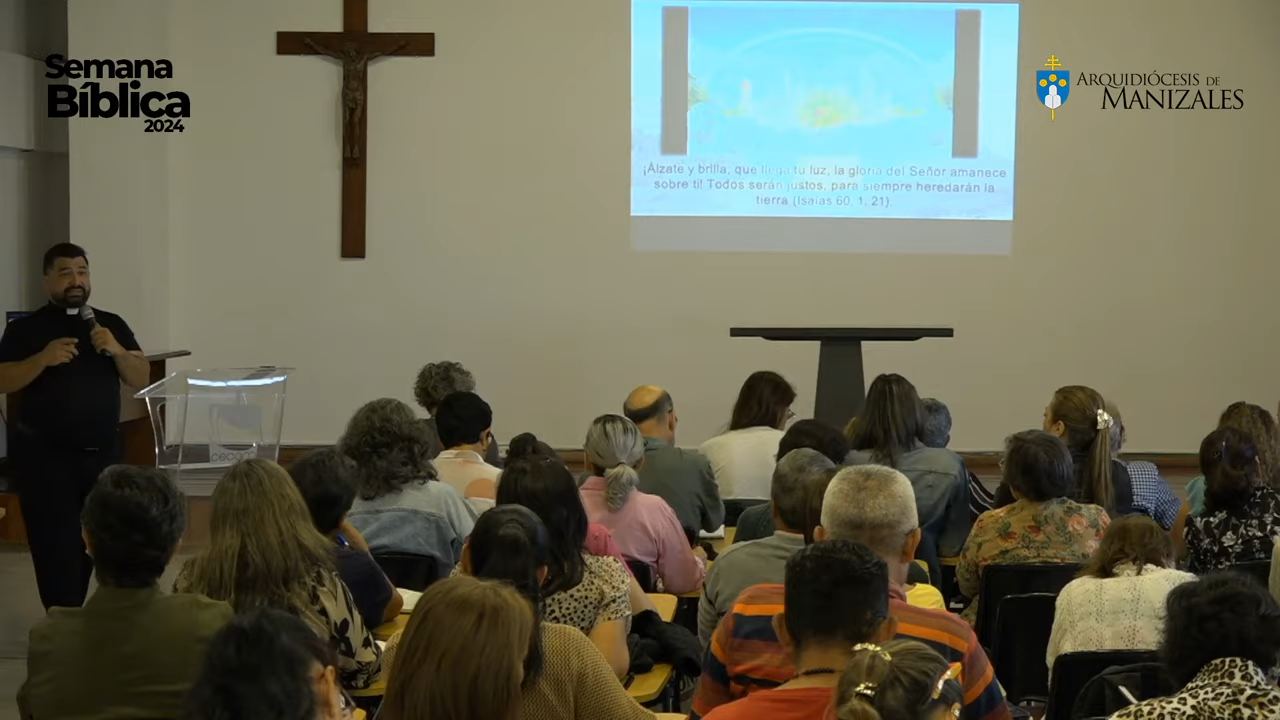 Semana
Bíblica
2024
ARQUIDIÓCESIS DE
MANIZALES
¡Álzate y brilla, que llega tu luz, la gloria del Señor amanece
sobre ti! Todos serán justos, para siempre heredarán la
tierra (Isaías 60, 1. 21).